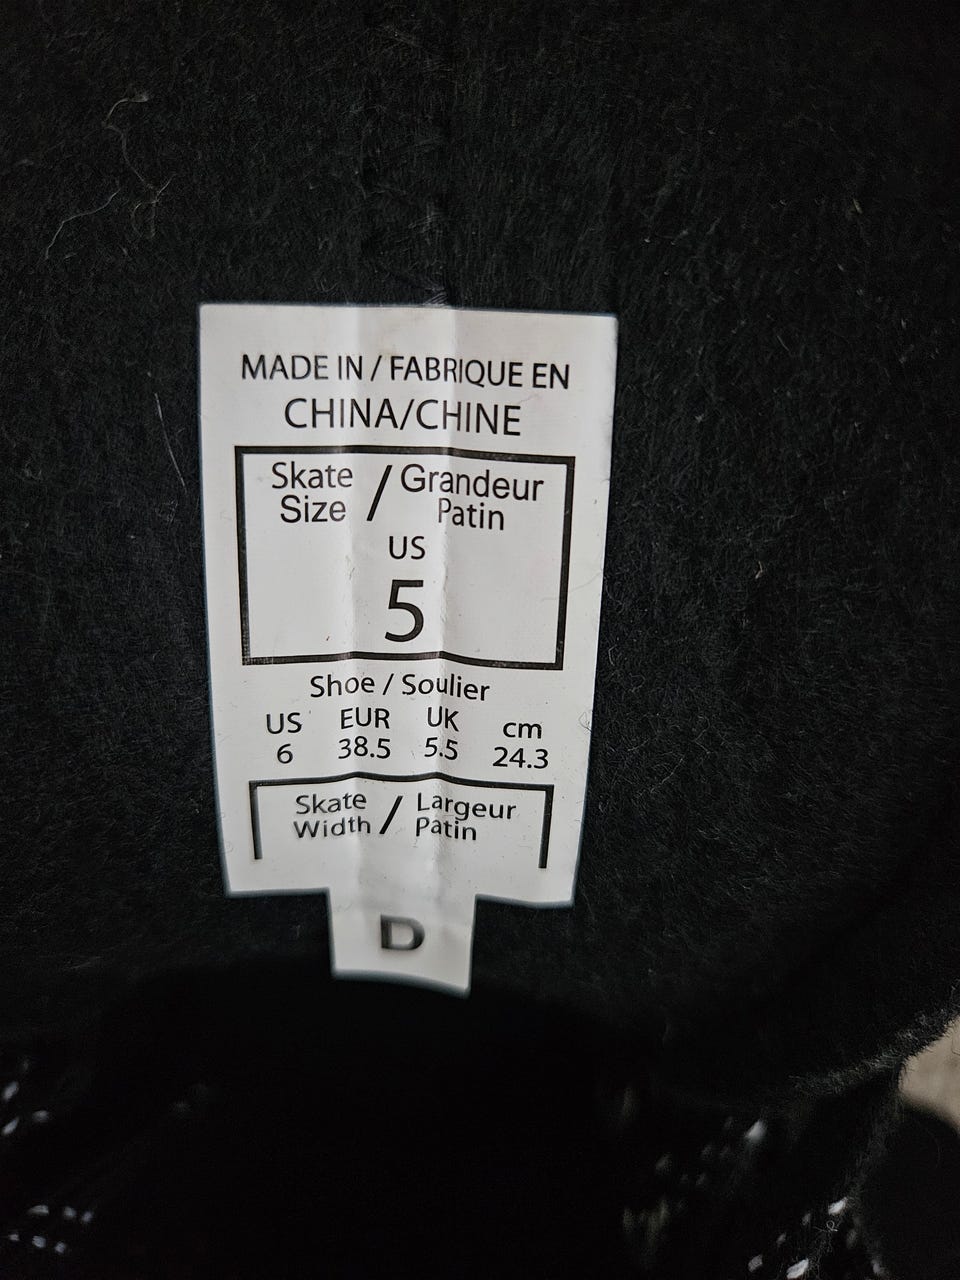 MADE IN / FABRIQUE EN
CHINA/CHINE
Skate / Grandeur
Size Patin
US
5
Shoe / Soulier
US EUR UK cm
6 38.5 5.5 24.3
Skate / Largeur
Width Patin
D